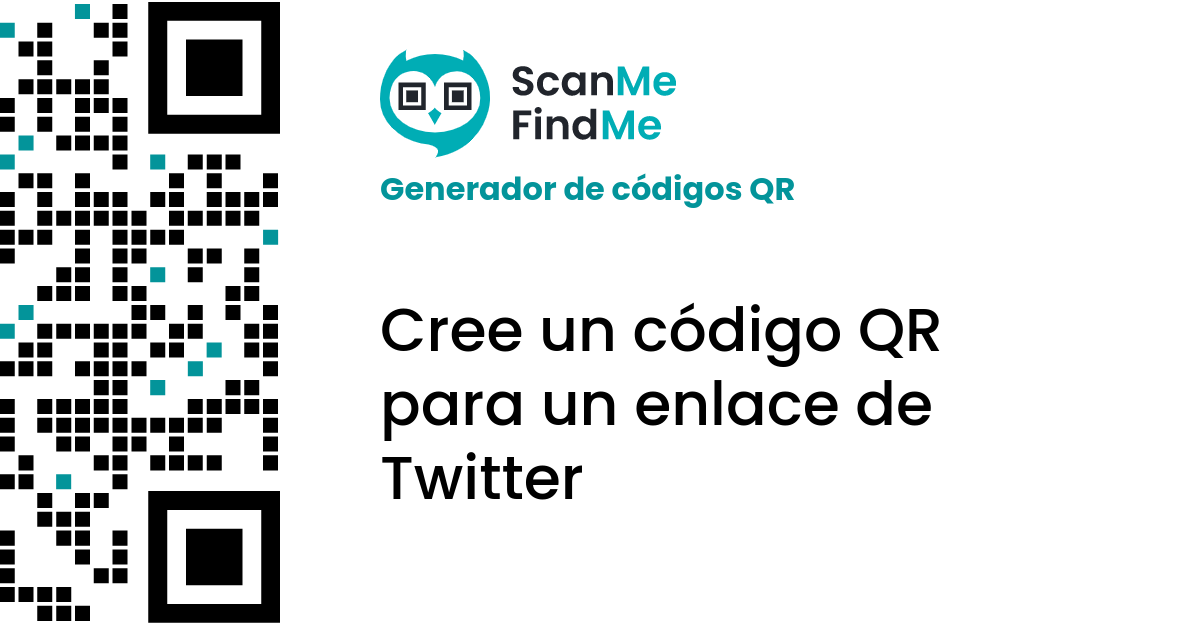 ScanMe
FindMe
Generador de códigos QR
Cree un código QR
para un enlace de
Twitter